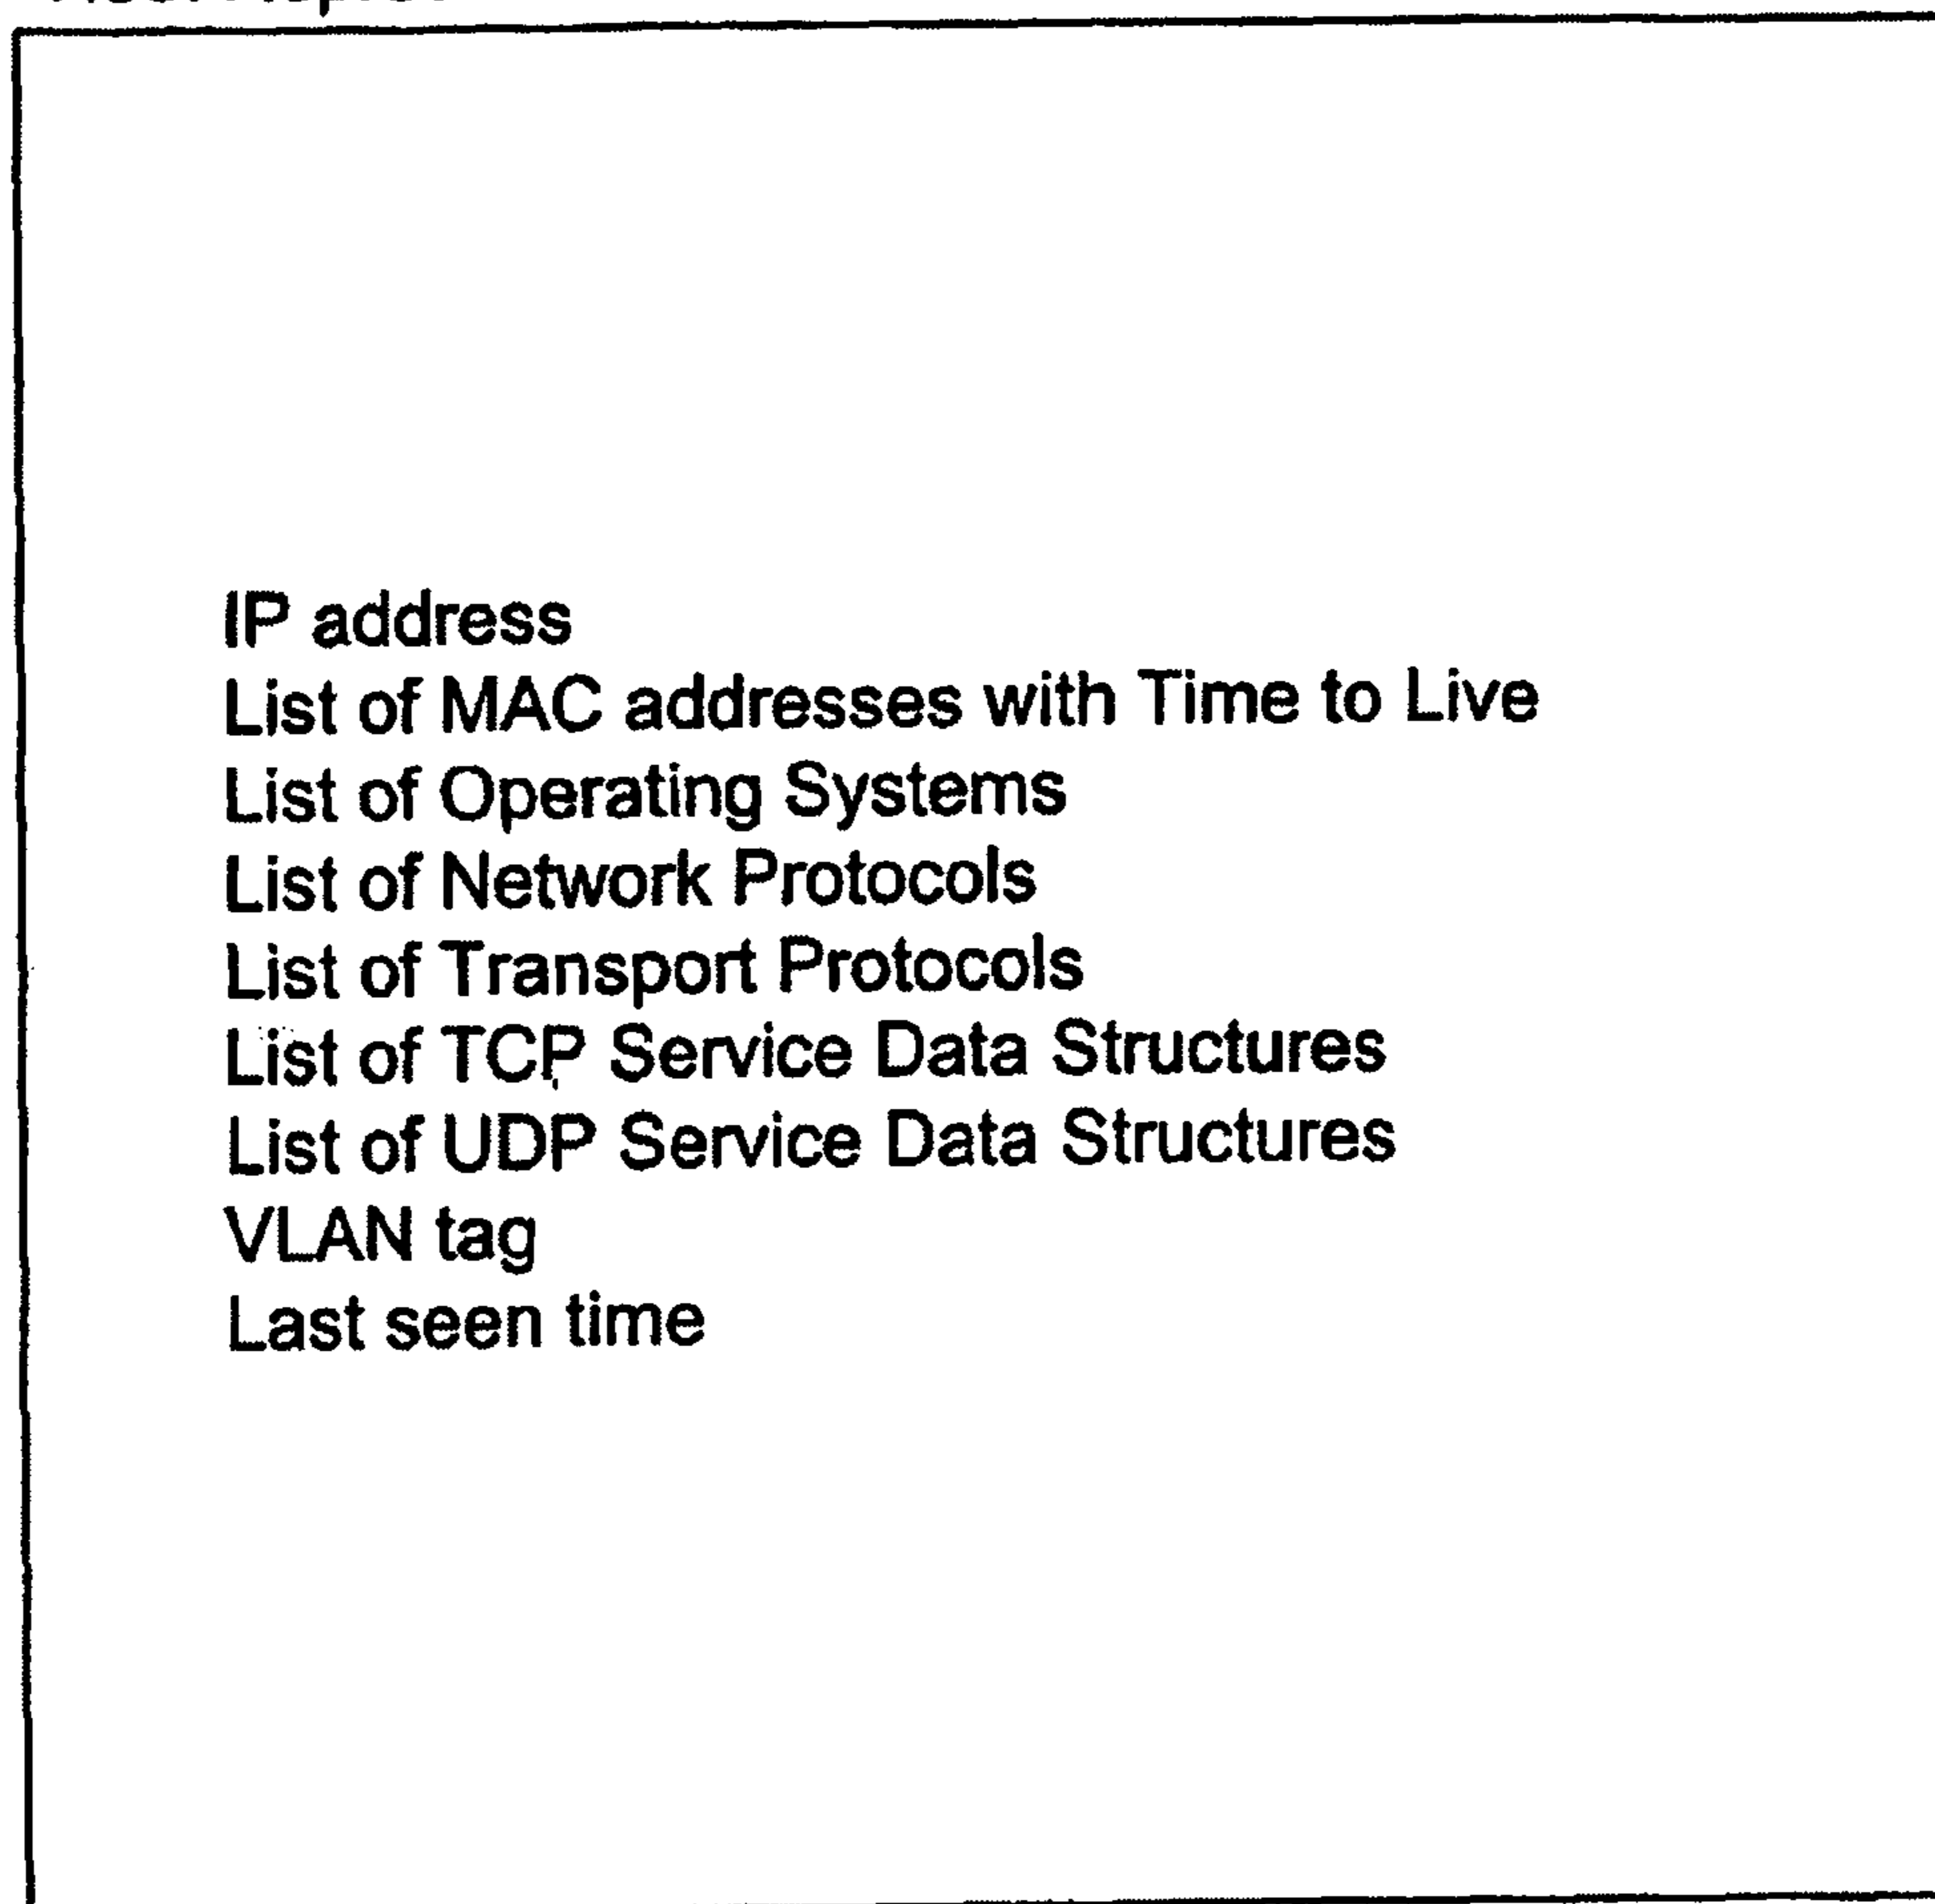 IP address
List of MAC addresses with Time to Live
List of Operating Systems
List of Network Protocols
List of Transport Protocols
List of TCP Service Data Structures
List of UDP Service Data Structures
VLAN tag
Last seen time